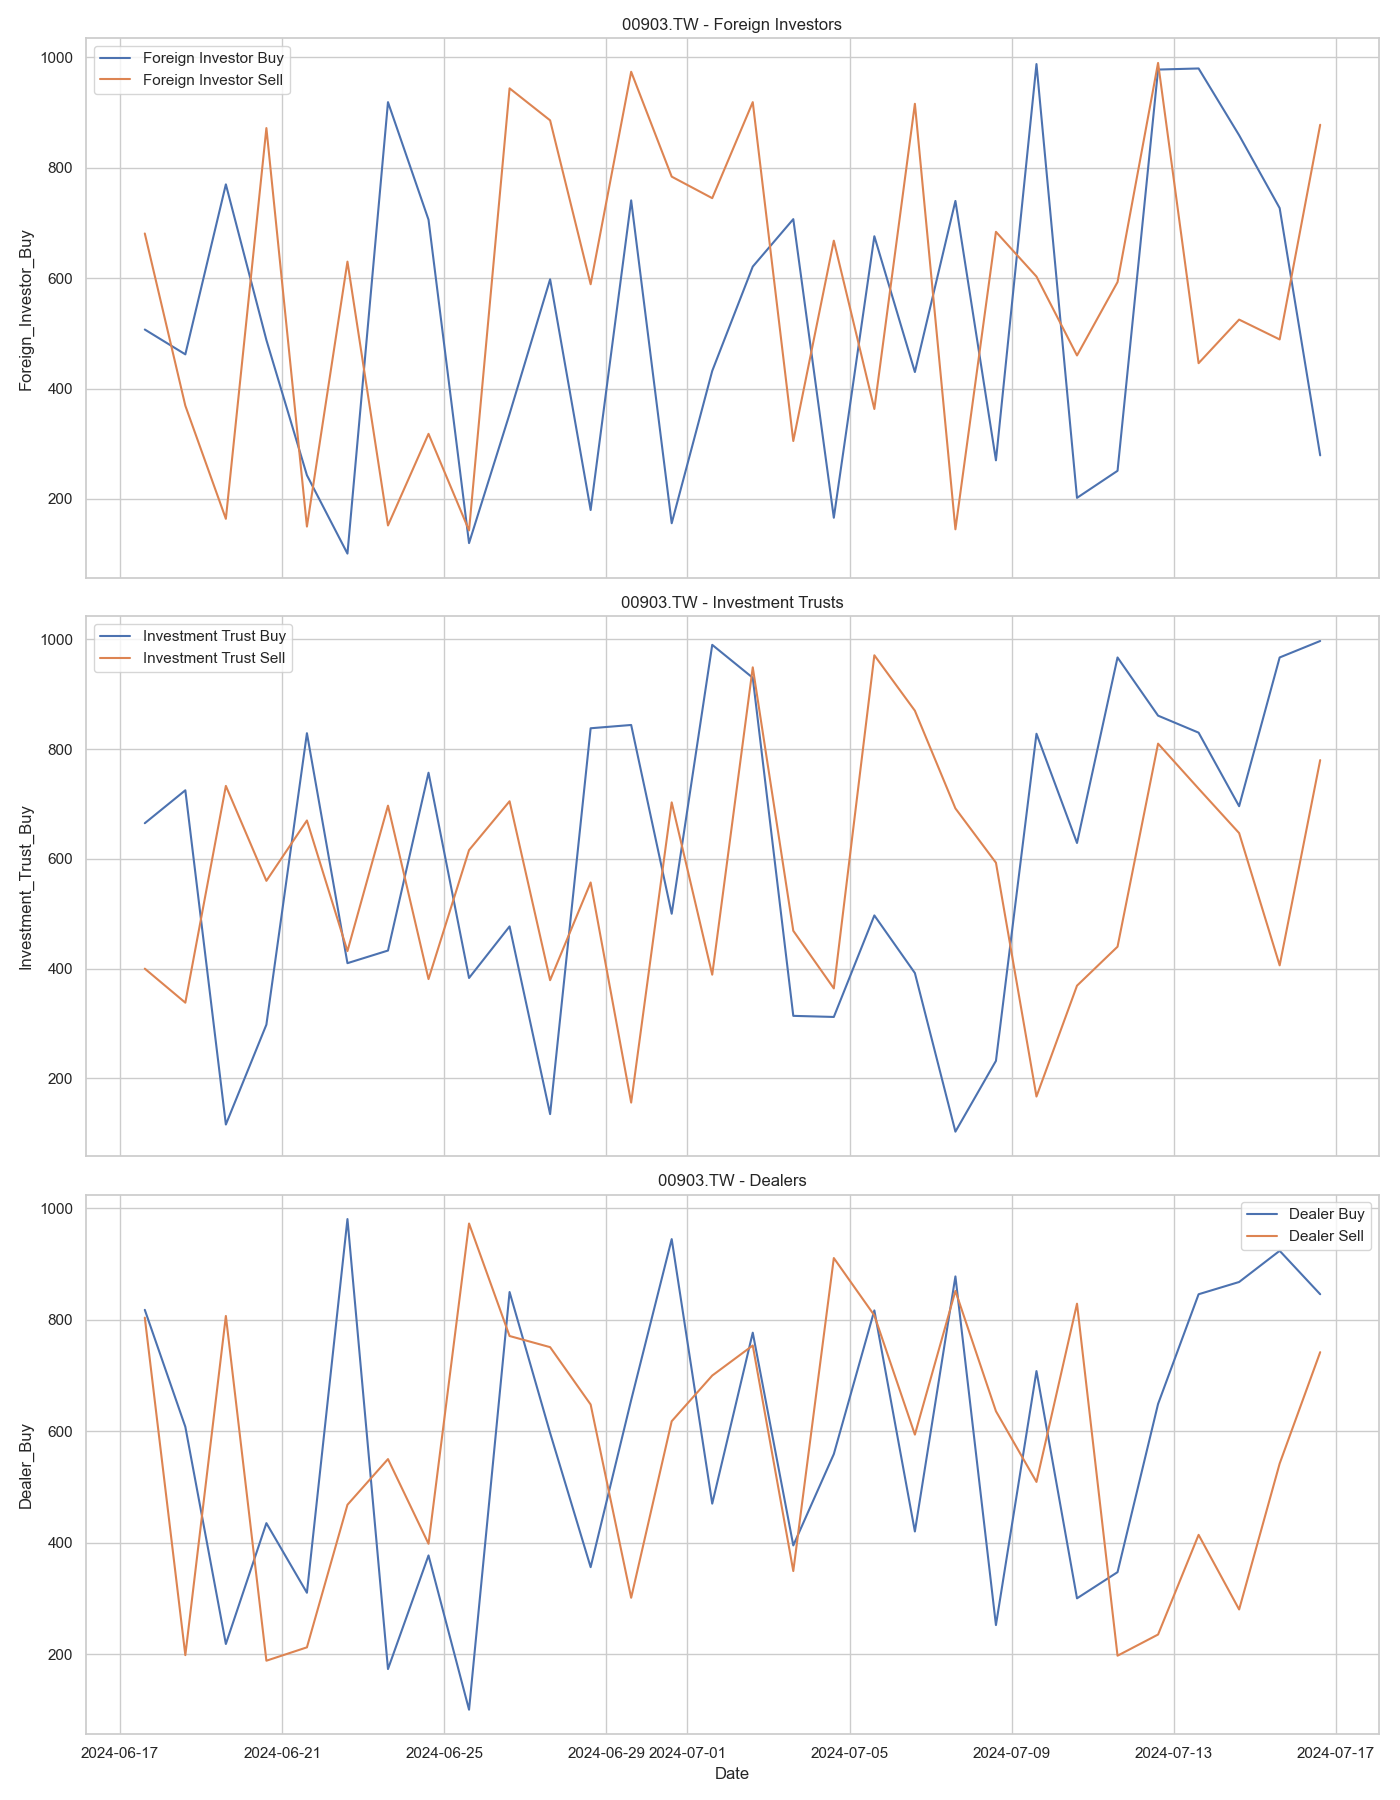 00903.TW - Foreign Investors
Foreign Investor Buy
Foreign Investor Sell
1000
800
600
400
200
Foreign_Investor_Buy
00903.TW - Investment Trusts
Investment Trust Buy
Investment Trust Sell
1000
800
600
400
200
Investment_Trust_Buy
00903.TW - Dealers
Dealer Buy
Dealer Sell
1000
800
600
400
200
Dealer_Buy
2024-06-17 2024-06-21 2024-06-25 2024-06-29 2024-07-01 2024-07-05 2024-07-09 2024-07-13 2024-07-17
Date